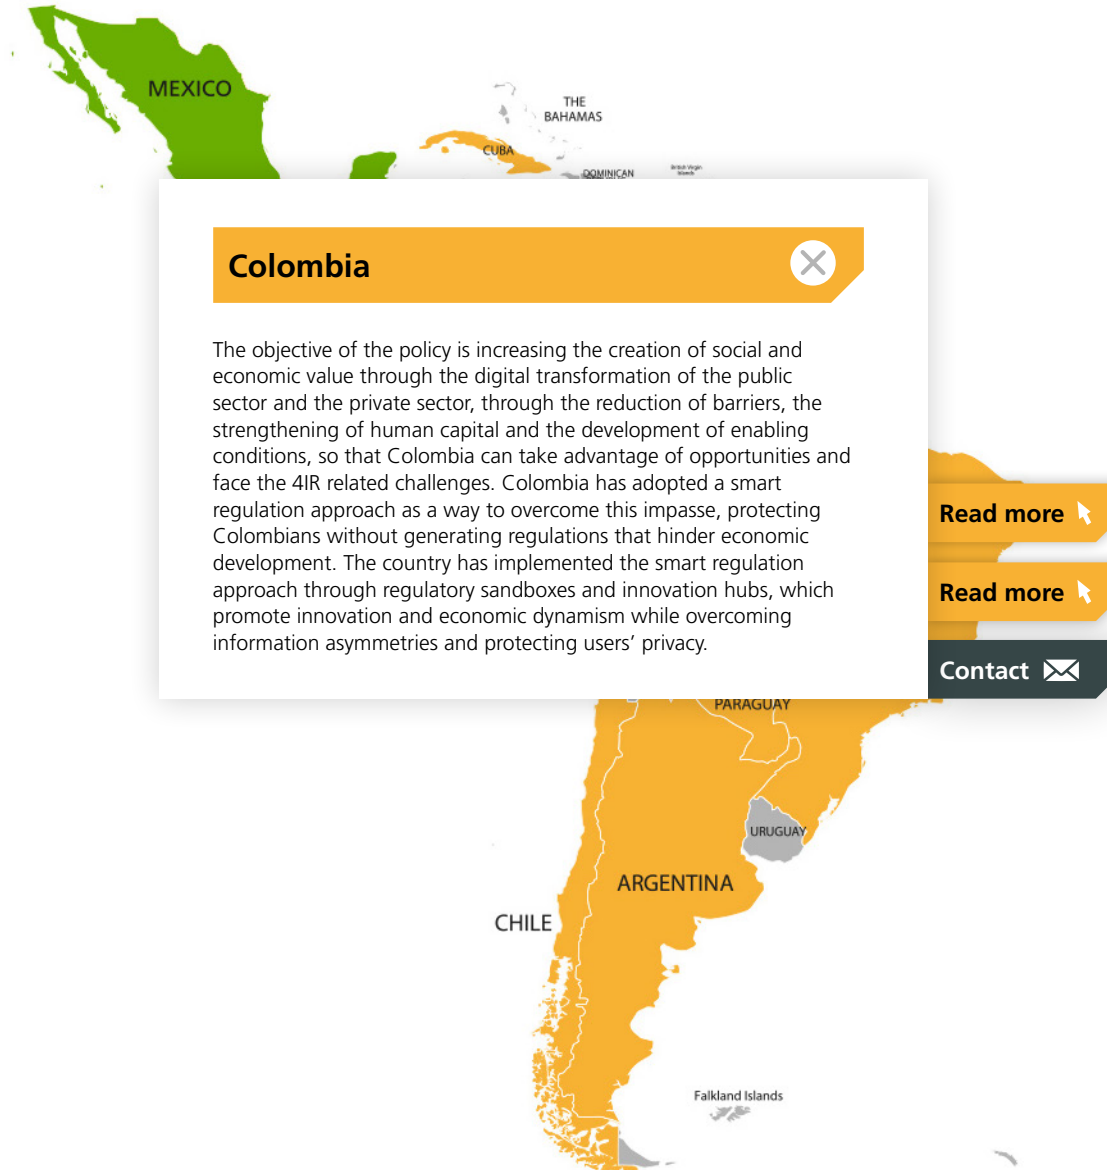 MEXICO
THE
BAHAMAS
CUBA
DOMINICAN
British Virgin
Islands
Colombia
The objective of the policy is increasing the creation of social and
economic value through the digital transformation of the public
sector and the private sector, through the reduction of barriers, the
strengthening of human capital and the development of enabling
conditions, so that Colombia can take advantage of opportunities and
face the 4IR related challenges. Colombia has adopted a smart
regulation approach as a way to overcome this impasse, protecting
Colombians without generating regulations that hinder economic
development. The country has implemented the smart regulation
approach through regulatory sandboxes and innovation hubs, which
promote innovation and economic dynamism while overcoming
information asymmetries and protecting users’ privacy.
Read more
Read more
Contact
PARAGUAY
URUGUAY
ARGENTINA
CHILE
Falkland Islands